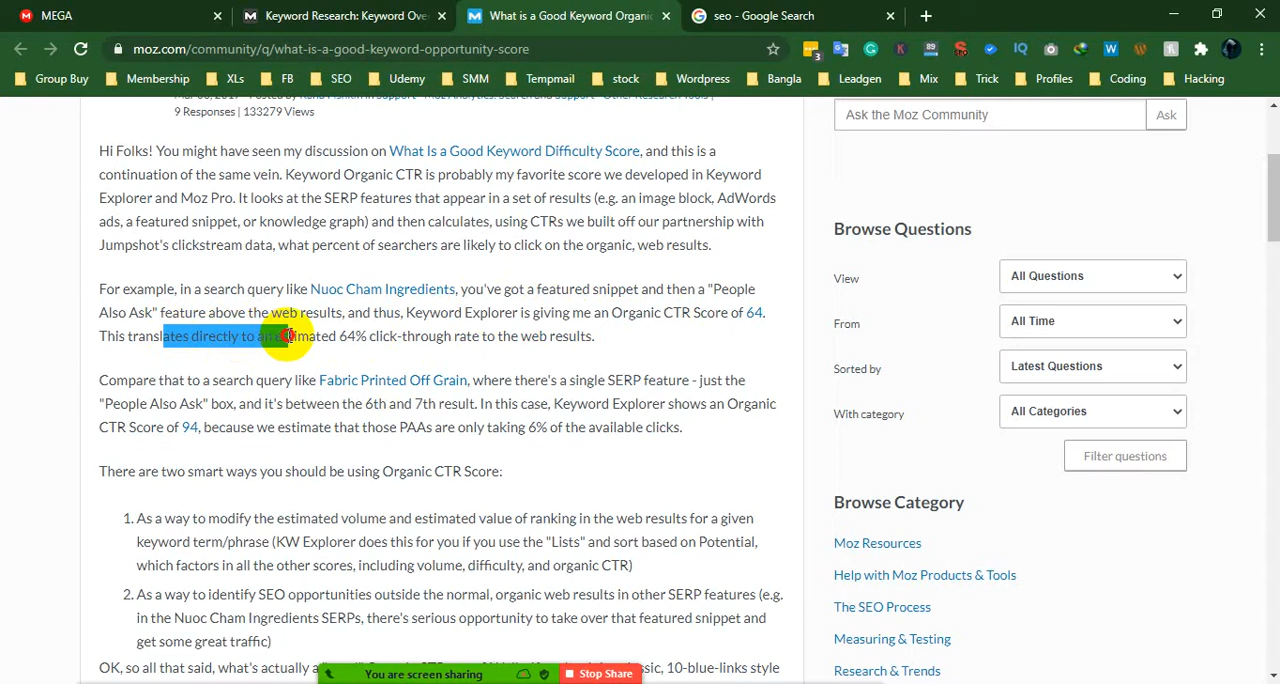 MEGA
Keyword Research: Keyword Ove
What is a Good Keyword Organic
seo - Google Search
moz.com/community/q/what-is-a-good-keyword-opportunity-score
3
89
IQ
W
Group Buy
Membership
XLs
FB
SEO
Udemy
SMM
Tempmail
stock
Wordpress
Bangla
Leadgen
Mix
Trick
Profiles
Coding
Hacking
9 Responses | 133279 Views
Hi Folks! You might have seen my discussion on What Is a Good Keyword Difficulty Score, and this is a
continuation of the same vein. Keyword Organic CTR is probably my favorite score we developed in Keyword
Explorer and Moz Pro. It looks at the SERP features that appear in a set of results (e.g. an image block, AdWords
ads, a featured snippet, or knowledge graph) and then calculates, using CTRs we built off our partnership with
Jumpshot's clickstream data, what percent of searchers are likely to click on the organic, web results.
For example, in a search query like Nuoc Cham Ingredients, you've got a featured snippet and then a "People
Also Ask" feature above the web results, and thus, Keyword Explorer is giving me an Organic CTR Score of 64.
This translates directly to an estimated 64% click-through rate to the web results.
Compare that to a search query like Fabric Printed Off Grain, where there's a single SERP feature - just the
"People Also Ask" box, and it's between the 6th and 7th result. In this case, Keyword Explorer shows an Organic
CTR Score of 94, because we estimate that those PAAs are only taking 6% of the available clicks.
There are two smart ways you should be using Organic CTR Score:
1. As a way to modify the estimated volume and estimated value of ranking in the web results for a given
keyword term/phrase (KW Explorer does this for you if you use the "Lists" and sort based on Potential,
which factors in all the other scores, including volume, difficulty, and organic CTR)
2. As a way to identify SEO opportunities outside the normal, organic web results in other SERP features (e.g.
in the Nuoc Cham Ingredients SERPs, there's serious opportunity to take over that featured snippet and
get some great traffic)
OK, so all that said, what's actually a
sic, 10-blue-links style
You are screen sharing
Stop Share
Ask the Moz Community
Ask
Browse Questions
View
All Questions
From
All Time
Sorted by
Latest Questions
With category
All Categories
Filter questions
Browse Category
Moz Resources
Help with Moz Products & Tools
The SEO Process
Measuring & Testing
Research & Trends